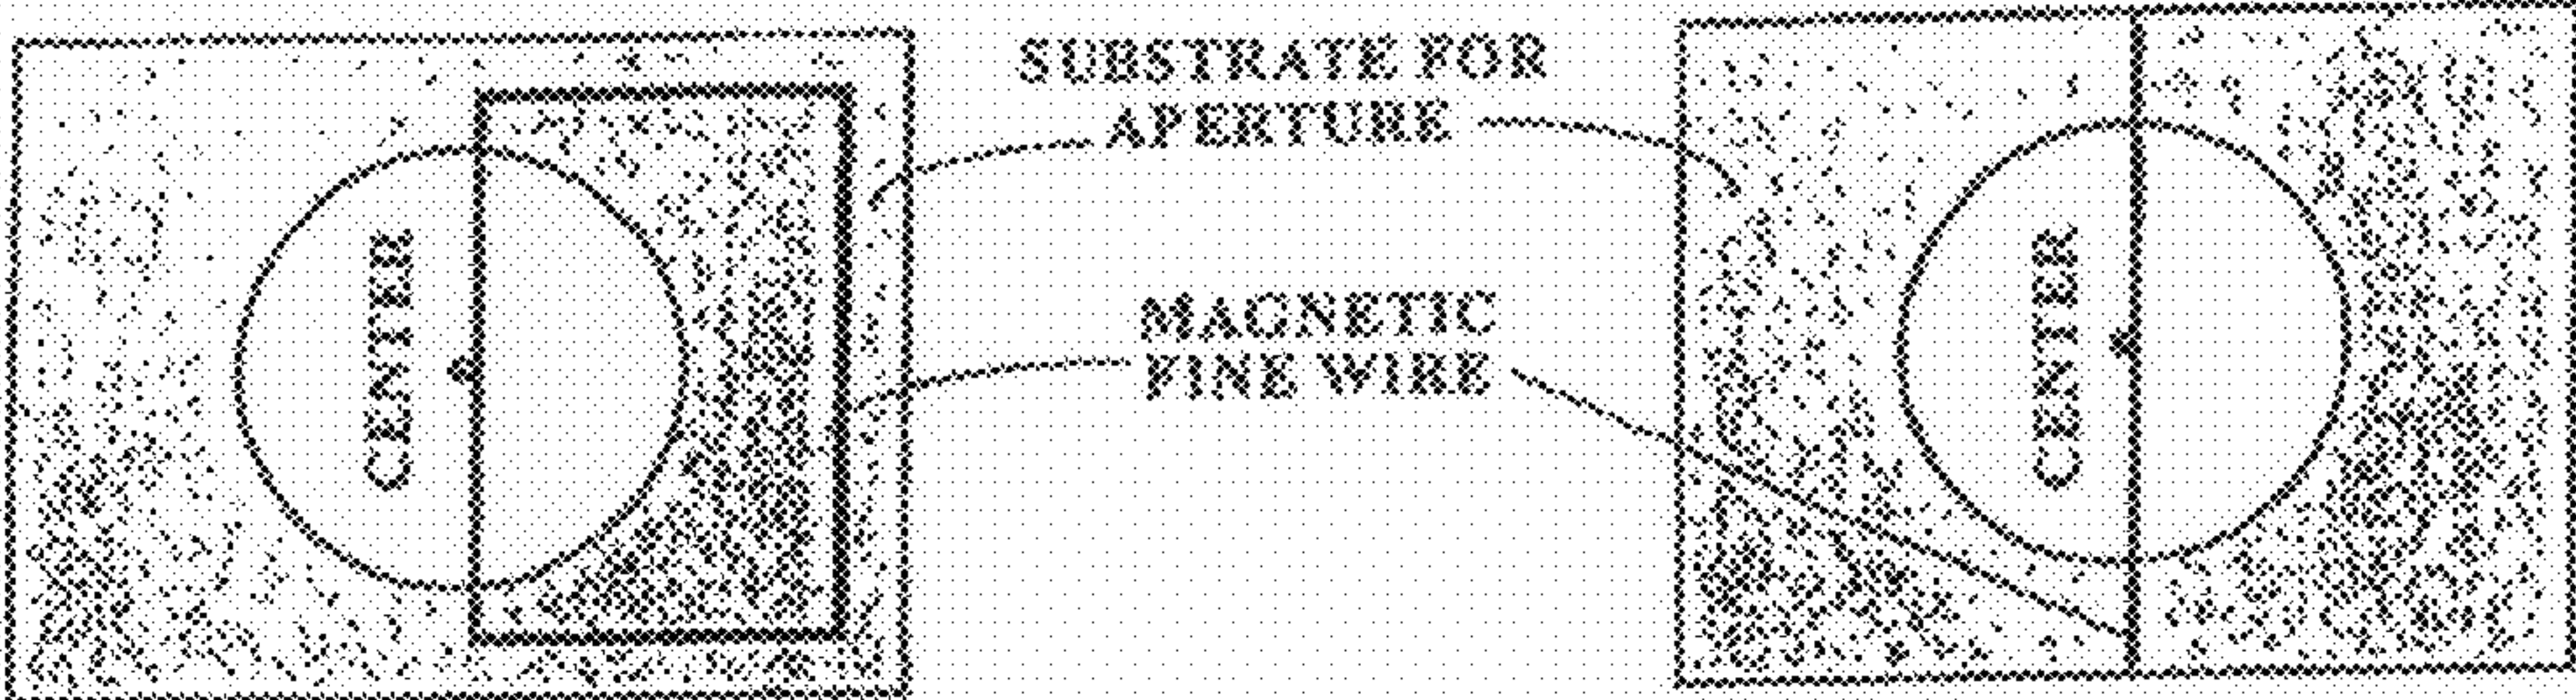 SUBSTRATE FOR
APERTURE
CENTER
MAGNETIC
FINE WIRE
CENTER